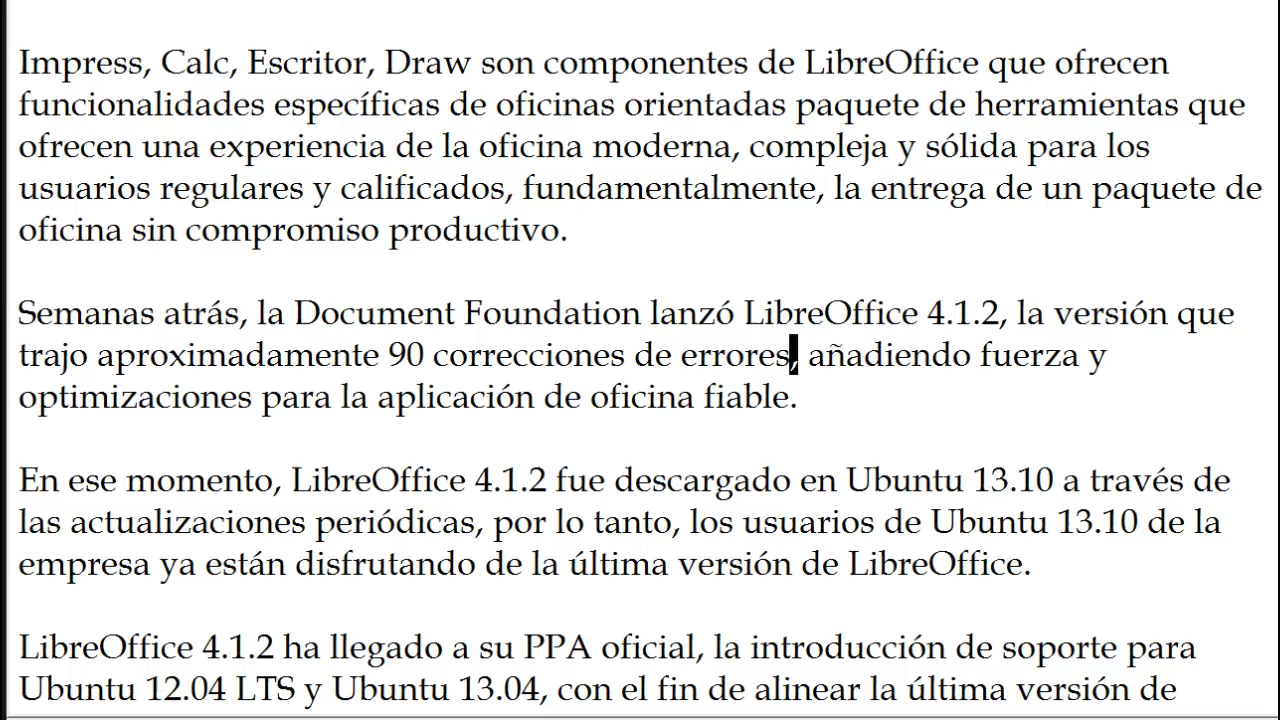 Impress, Calc, Escritor, Draw son componentes de LibreOffice que ofrecen
funcionalidades específicas de oficinas orientadas paquete de herramientas que
ofrecen una experiencia de la oficina moderna, compleja y sólida para los
usuarios regulares y calificados, fundamentalmente, la entrega de un paquete de
oficina sin compromiso productivo.
Semanas atrás, la Document Foundation lanzó LibreOffice 4.1.2, la versión que
trajo aproximadamente 90 correcciones de errores, añadiendo fuerza y
optimizaciones para la aplicación de oficina fiable.
En ese momento, LibreOffice 4.1.2 fue descargado en Ubuntu 13.10 a través de
las actualizaciones periódicas, por lo tanto, los usuarios de Ubuntu 13.10 de la
empresa ya están disfrutando de la última versión de LibreOffice.
LibreOffice 4.1.2 ha llegado a su PPA oficial, la introducción de soporte para
Ubuntu 12.04 LTS y Ubuntu 13.04, con el fin de alinear la última versión de